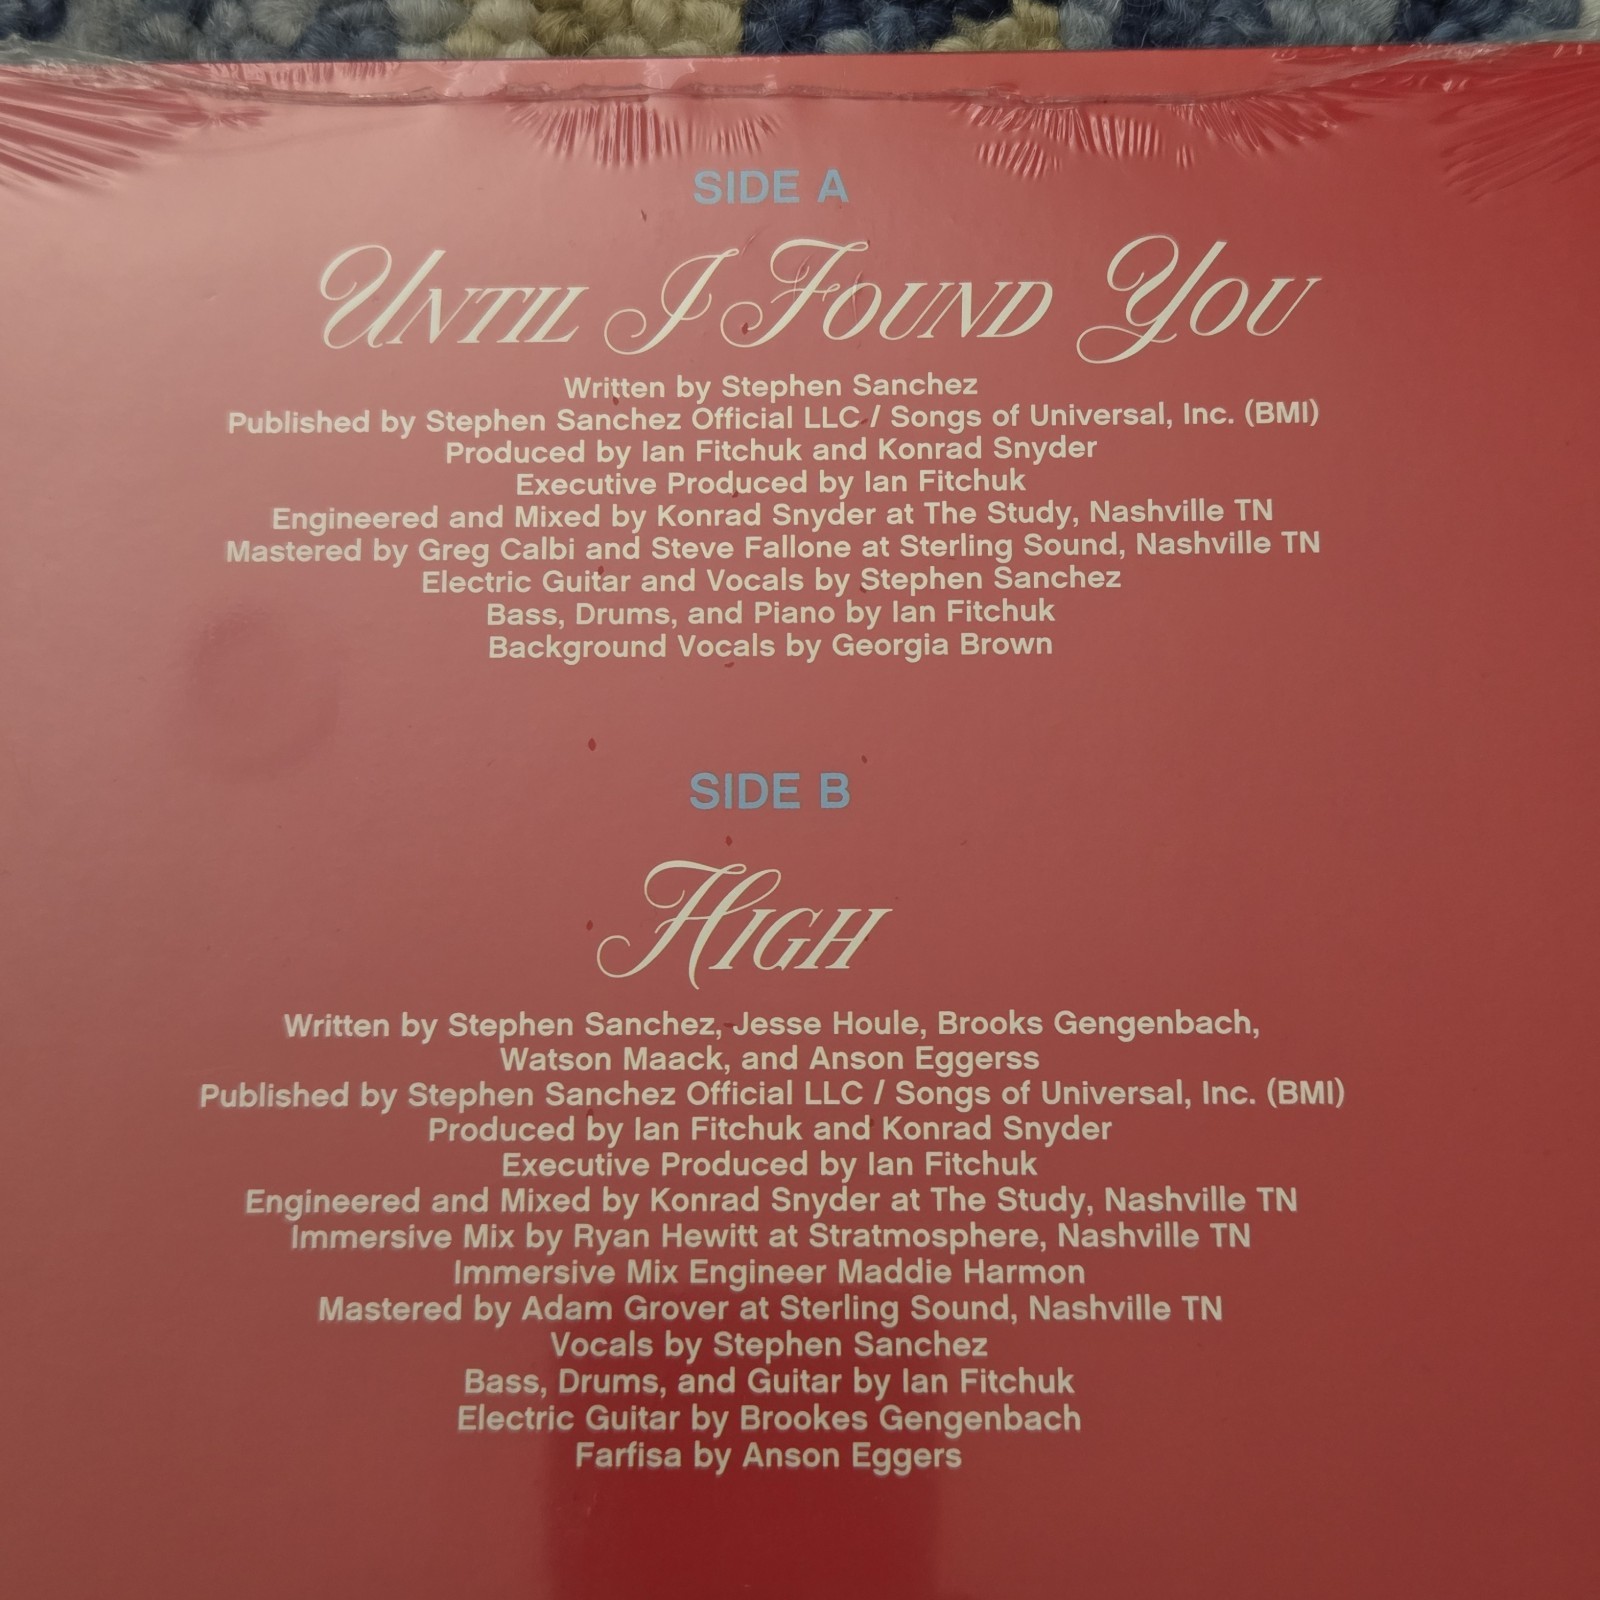 SIDE A
UNTIL I FOUND YOU
Written by Stephen Sanchez
Published by Stephen Sanchez Official LLC / Songs of Universal, Inc. (BMI)
Produced by Ian Fitchuk and Konrad Snyder
Executive Produced by Ian Fitchuk
Engineered and Mixed by Konrad Snyder at The Study, Nashville TN
Mastered by Greg Calbi and Steve Fallone at Sterling Sound, Nashville TN
Electric Guitar and Vocals by Stephen Sanchez
Bass, Drums, and Piano by Ian Fitchuk
Background Vocals by Georgia Brown
SIDE B
HIGH
Written by Stephen Sanchez, Jesse Houle, Brooks Gengenbach,
Watson Maack, and Anson Eggerss
Published by Stephen Sanchez Official LLC / Songs of Universal, Inc. (BMI)
Produced by Ian Fitchuk and Konrad Snyder
Executive Produced by Ian Fitchuk
Engineered and Mixed by Konrad Snyder at The Study, Nashville TN
Immersive Mix by Ryan Hewitt at Stratmosphere, Nashville TN
Immersive Mix Engineer Maddie Harmon
Mastered by Adam Grover at Sterling Sound, Nashville TN
Vocals by Stephen Sanchez
Bass, Drums, and Guitar by Ian Fitchuk
Electric Guitar by Brookes Gengenbach
Farfisa by Anson Eggers